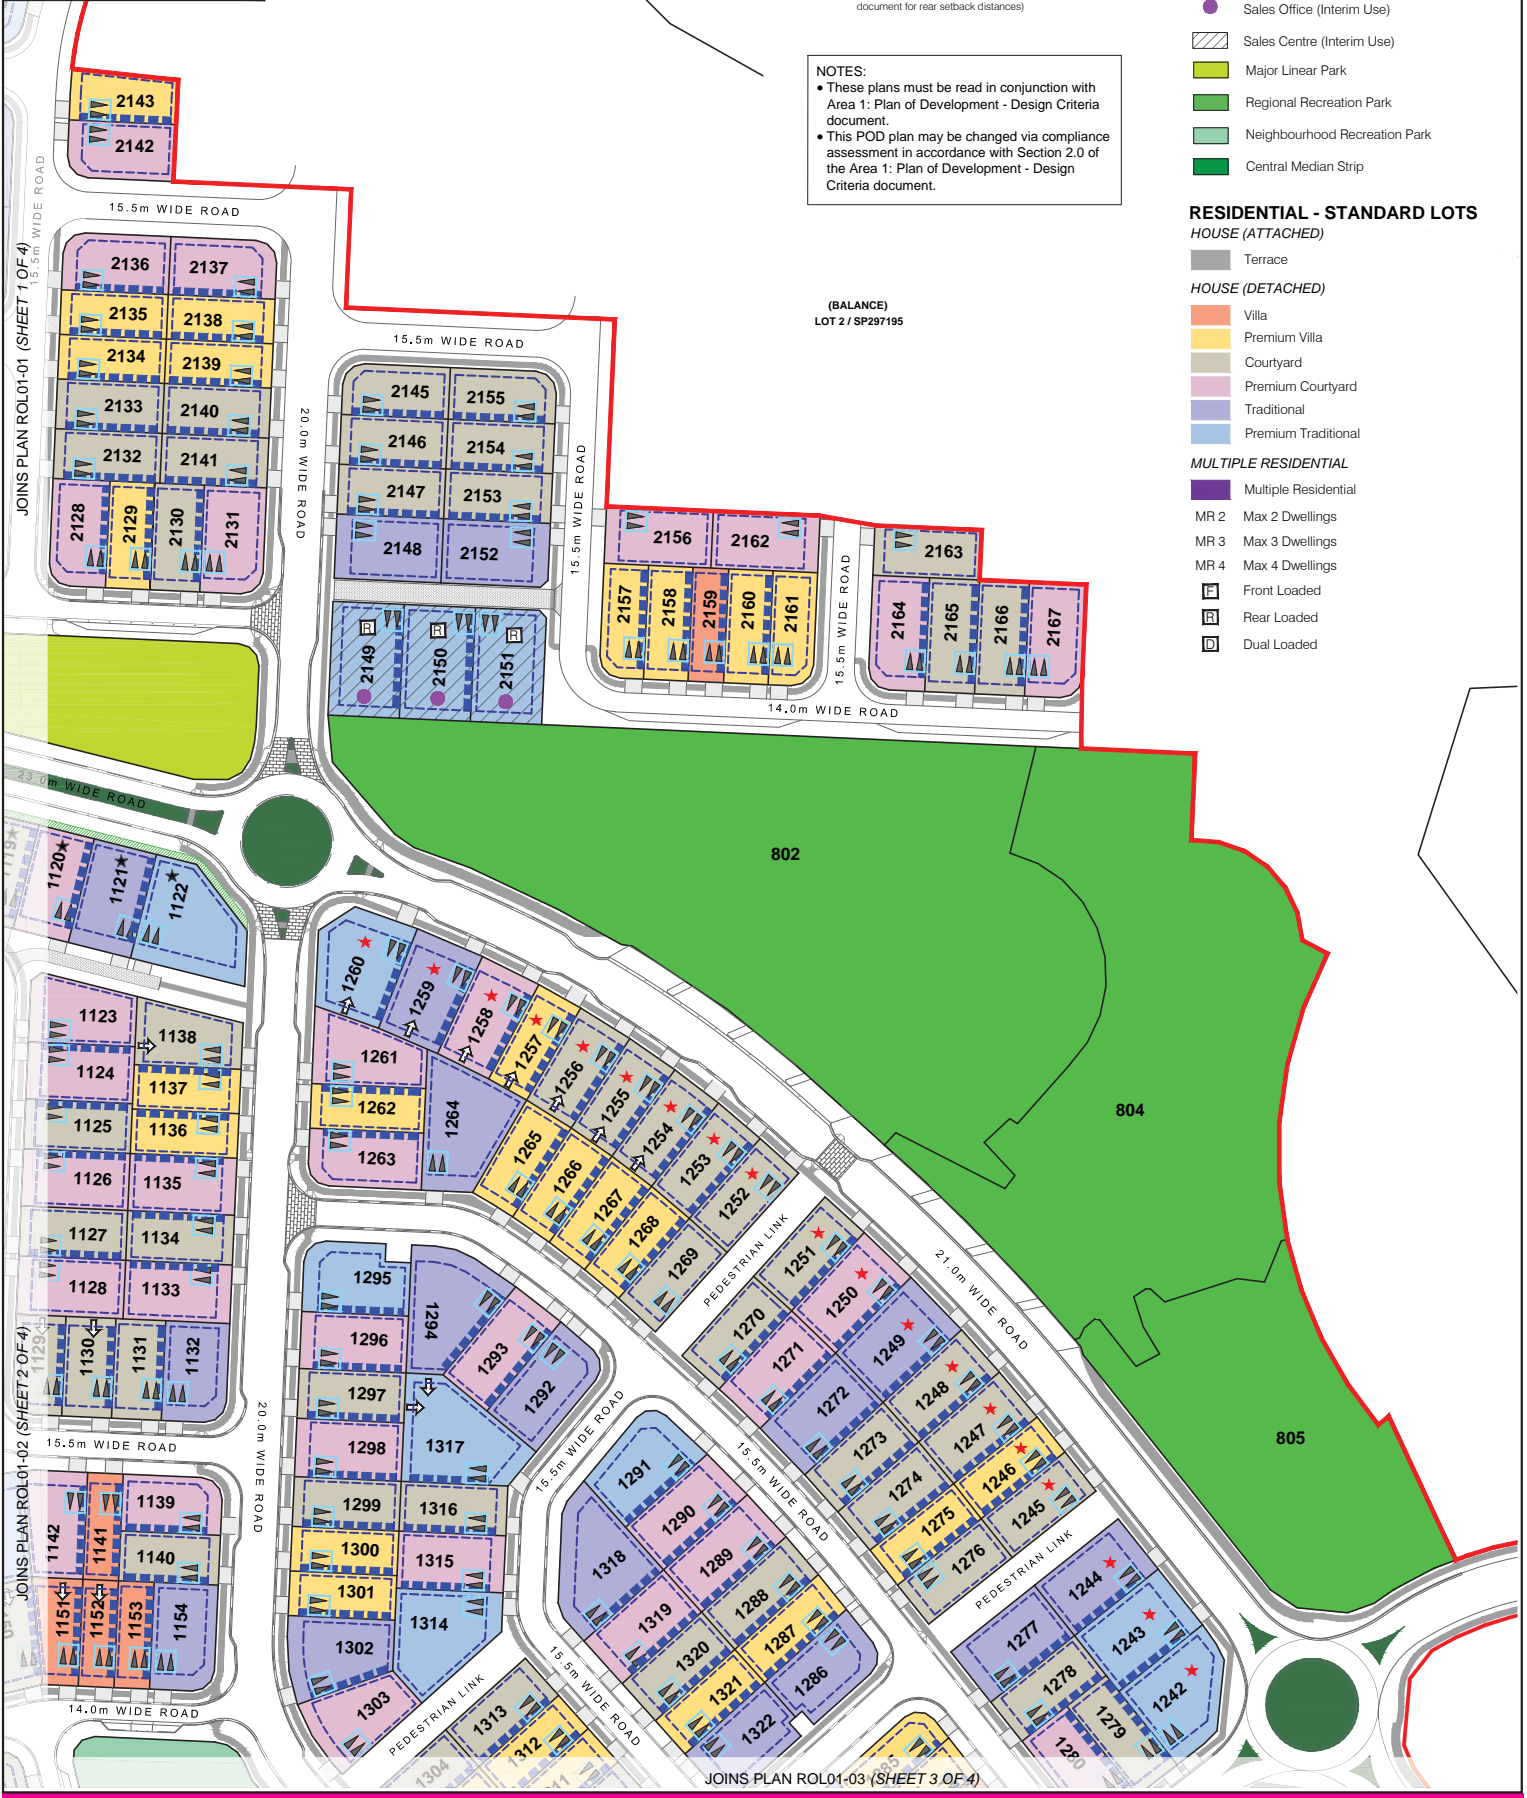 document for rear setback distances)
Sales Office (Interim Use)
Sales Centre (Interim Use)
Major Linear Park
Regional Recreation Park
Neighbourhood Recreation Park
Central Median Strip
NOTES:
• These plans must be read in conjunction with
Area 1: Plan of Development - Design Criteria
document.
• This POD plan may be changed via compliance
assessment in accordance with Section 2.0 of
the Area 1: Plan of Development - Design
Criteria document.
RESIDENTIAL - STANDARD LOTS
HOUSE (ATTACHED)
Terrace
HOUSE (DETACHED)
Villa
Premium Villa
Courtyard
Premium Courtyard
Traditional
Premium Traditional
MULTIPLE RESIDENTIAL
Multiple Residential
MR 2 Max 2 Dwellings
MR 3 Max 3 Dwellings
MR 4 Max 4 Dwellings
F Front Loaded
R Rear Loaded
D Dual Loaded
(BALANCE)
LOT 2 / SP297195
JOINS PLAN ROL01-01 (SHEET 1 OF 4)
15.5m WIDE ROAD
2143
2142
15.5m WIDE ROAD
2136
2137
2135
2138
2134
2139
2133
2140
2132
2141
2128
2129
2130
2131
20.0m WIDE ROAD
15.5m WIDE ROAD
2145
2155
2146
2154
2147
2153
2148
2152
R
2149
R
2150
R
2151
15.5m WIDE ROAD
2156
2162
2157
2158
2159
2160
2161
15.5m WIDE ROAD
2163
2164
2165
2166
2167
14.0m WIDE ROAD
23.0m WIDE ROAD
802
804
805
1119
1120
1121
1122
1123
1138
1124
1137
1125
1136
1126
1135
1127
1134
1128
1133
1129
1130
1131
1132
JOINS PLAN ROL01-02 (SHEET 2 OF 4)
15.5m WIDE ROAD
20.0m WIDE ROAD
1142
1141
1139
1140
1151
1152
1153
1154
14.0m WIDE ROAD
1260
1259
1258
1257
1256
1255
1254
1253
1252
1261
1262
1263
1264
1265
1266
1267
1268
1269
PEDESTRIAN LINK
21.0m WIDE ROAD
1251
1250
1249
1248
1247
1246
1245
1270
1271
1272
1273
1274
1275
1276
PEDESTRIAN LINK
1244
1243
1242
1277
1278
1279
1280
15.5m WIDE ROAD
1295
1294
1296
1293
1292
1297
1298
1317
1299
1316
1300
1315
1301
1314
1302
1303
15.5m WIDE ROAD
1291
1290
1289
1288
1287
1286
1318
1319
1320
1321
1322
15.5m WIDE ROAD
PEDESTRIAN LINK
1313
1312
1304
1285
JOINS PLAN ROL01-03 (SHEET 3 OF 4)